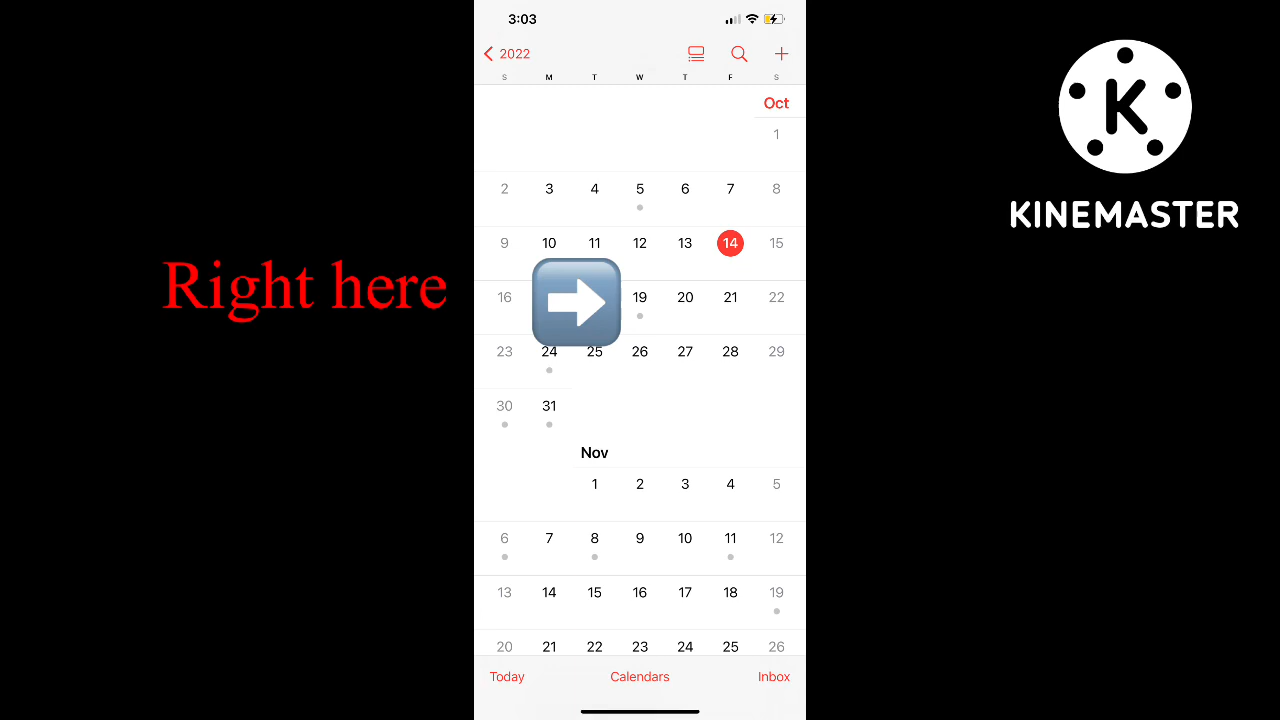 3:03
2022
S M T W T F S
Oct
1
2 3 4 5 6 7 8
9 10 11 12 13 14 15
16 19 20 21 22
23 24 25 26 27 28 29
30 31
Nov
1 2 3 4 5
6 7 8 9 10 11 12
13 14 15 16 17 18 19
20 21 22 23 24 25 26
Today Calendars Inbox
Right here
K
KINEMASTER